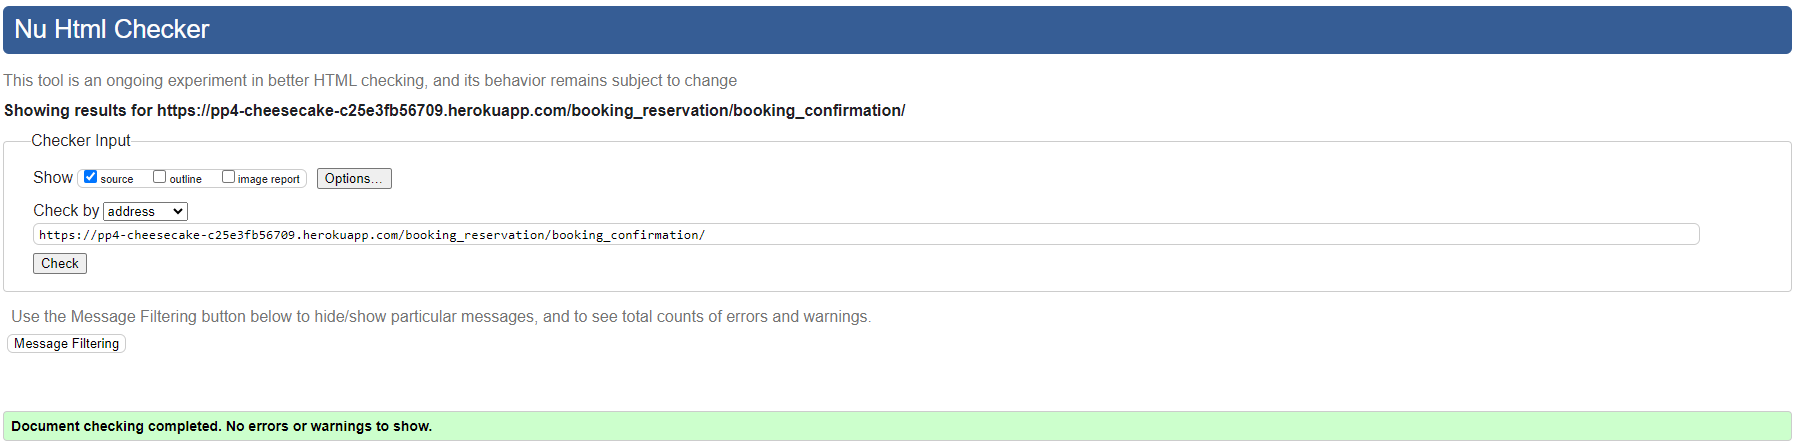 Nu Html Checker
This tool is an ongoing experiment in better HTML checking, and its behavior remains subject to change
Showing results for https://pp4-cheesecake-c25e3fb56709.herokuapp.com/booking_reservation/booking_confirmation/
Checker Input
Show source outline image report Options...
Check by address
https://pp4-cheesecake-c25e3fb56709.herokuapp.com/booking_reservation/booking_confirmation/
Check
Use the Message Filtering button below to hide/show particular messages, and to see total counts of errors and warnings.
Message Filtering
Document checking completed. No errors or warnings to show.